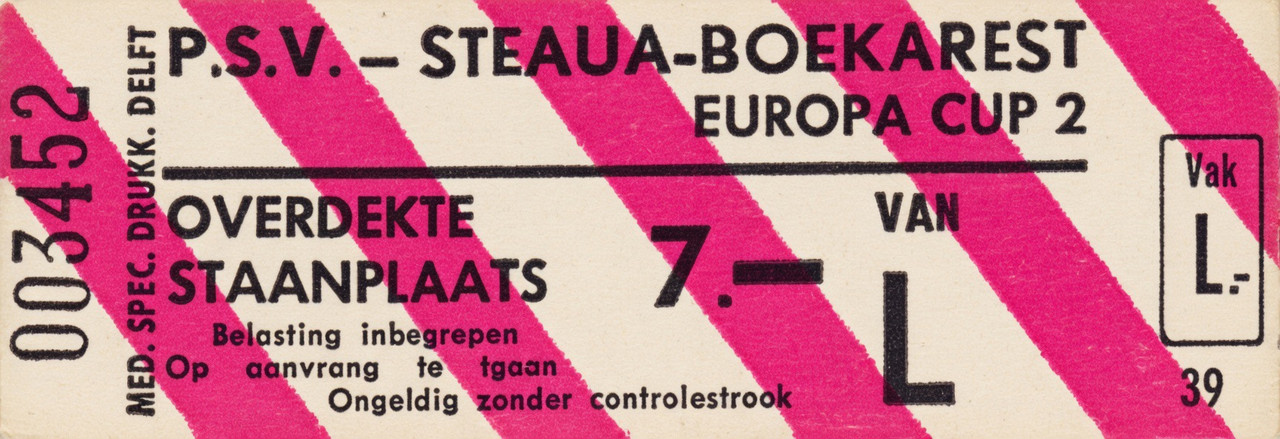 003452
MED. SPEC. DRUKK. DELFT
P.S.V. – STEAUA-BOEKAREST
EUROPA CUP 2
OVERDEKTE
STAANPLAATS
7.—
VAN
L
Belasting inbegrepen
Op aanvrang te tgaan
Ongeldig zonder controlestrook
Vak
L.-
39